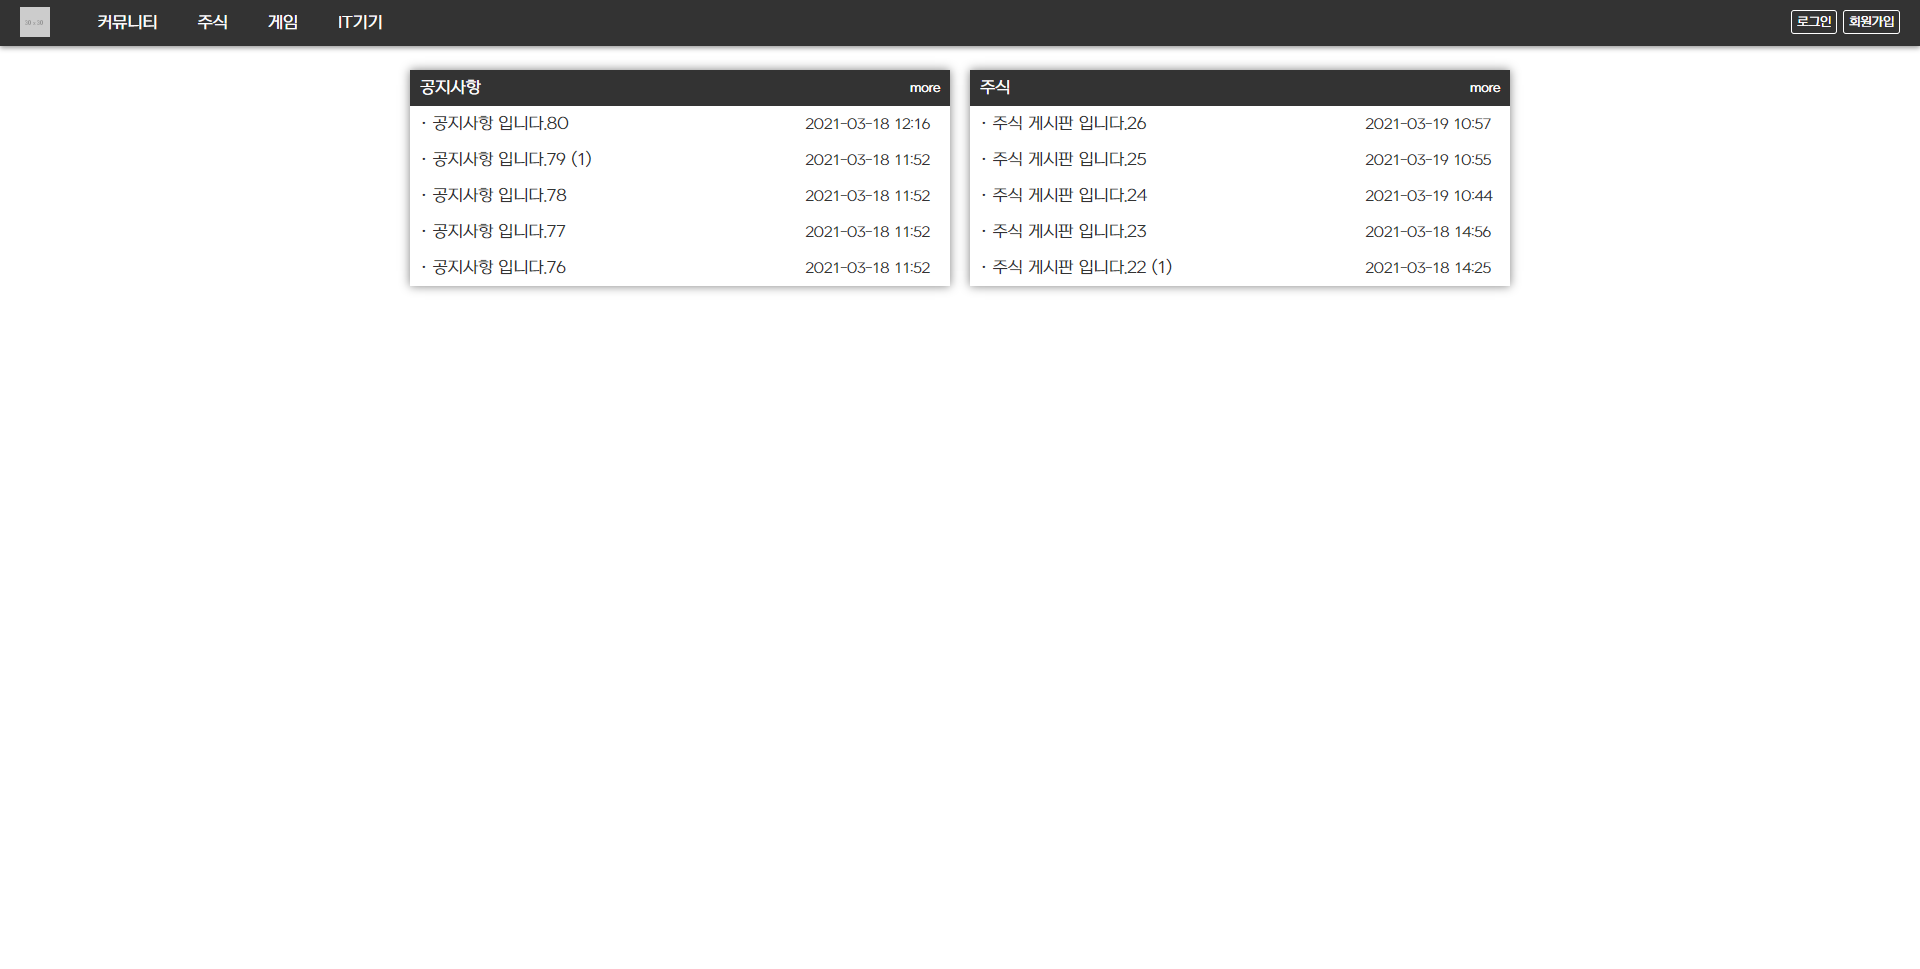 커뮤니티 주식 게임 IT기기 로그인 회원가입
공지사항 more
· 공지사항 입니다.80 2021-03-18 12:16
· 공지사항 입니다.79 (1) 2021-03-18 11:52
· 공지사항 입니다.78 2021-03-18 11:52
· 공지사항 입니다.77 2021-03-18 11:52
· 공지사항 입니다.76 2021-03-18 11:52
주식 more
· 주식 게시판 입니다.26 2021-03-19 10:57
· 주식 게시판 입니다.25 2021-03-19 10:55
· 주식 게시판 입니다.24 2021-03-19 10:44
· 주식 게시판 입니다.23 2021-03-18 14:56
· 주식 게시판 입니다.22 (1) 2021-03-18 14:25